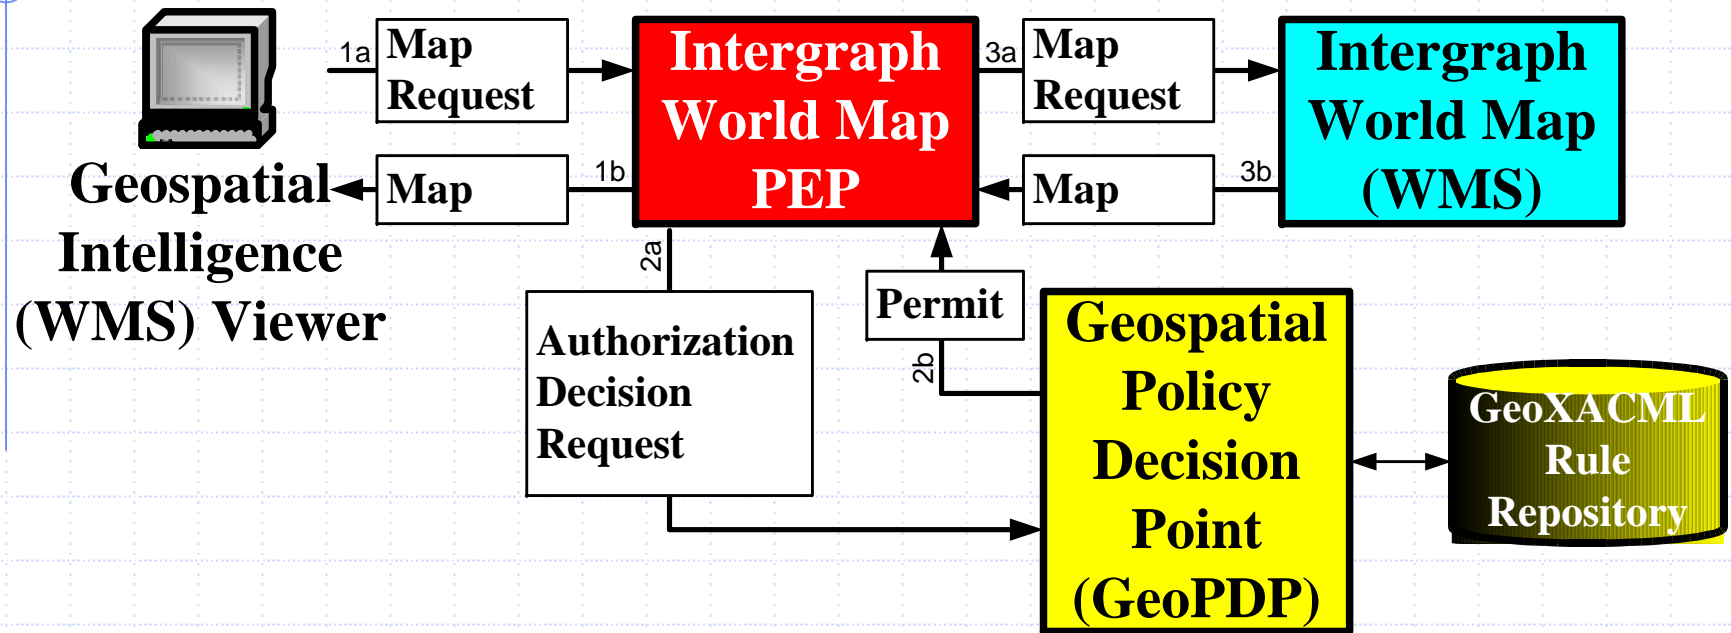 1a
Map
Request
Intergraph
World Map
PEP
3a
Map
Request
Intergraph
World Map
(WMS)
Map
1b
Map
3b
Geospatial
Intelligence
(WMS) Viewer
2a
Authorization
Decision
Request
Permit
2b
Geospatial
Policy
Decision
Point
(GeoPDP)
GeoXACML
Rule
Repository